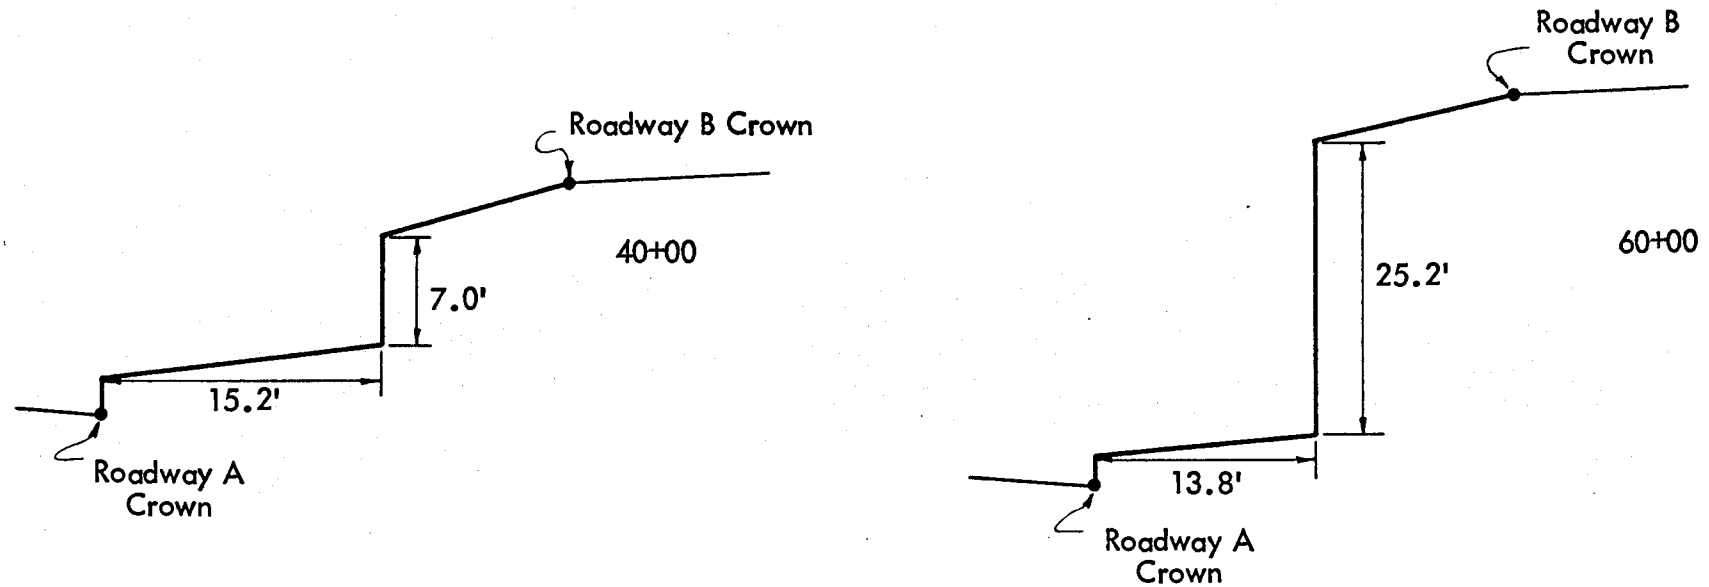 Roadway B Crown
40+00
7.0'
15.2'
Roadway A
Crown
Roadway B
Crown
60+00
25.2'
13.8'
Roadway A
Crown